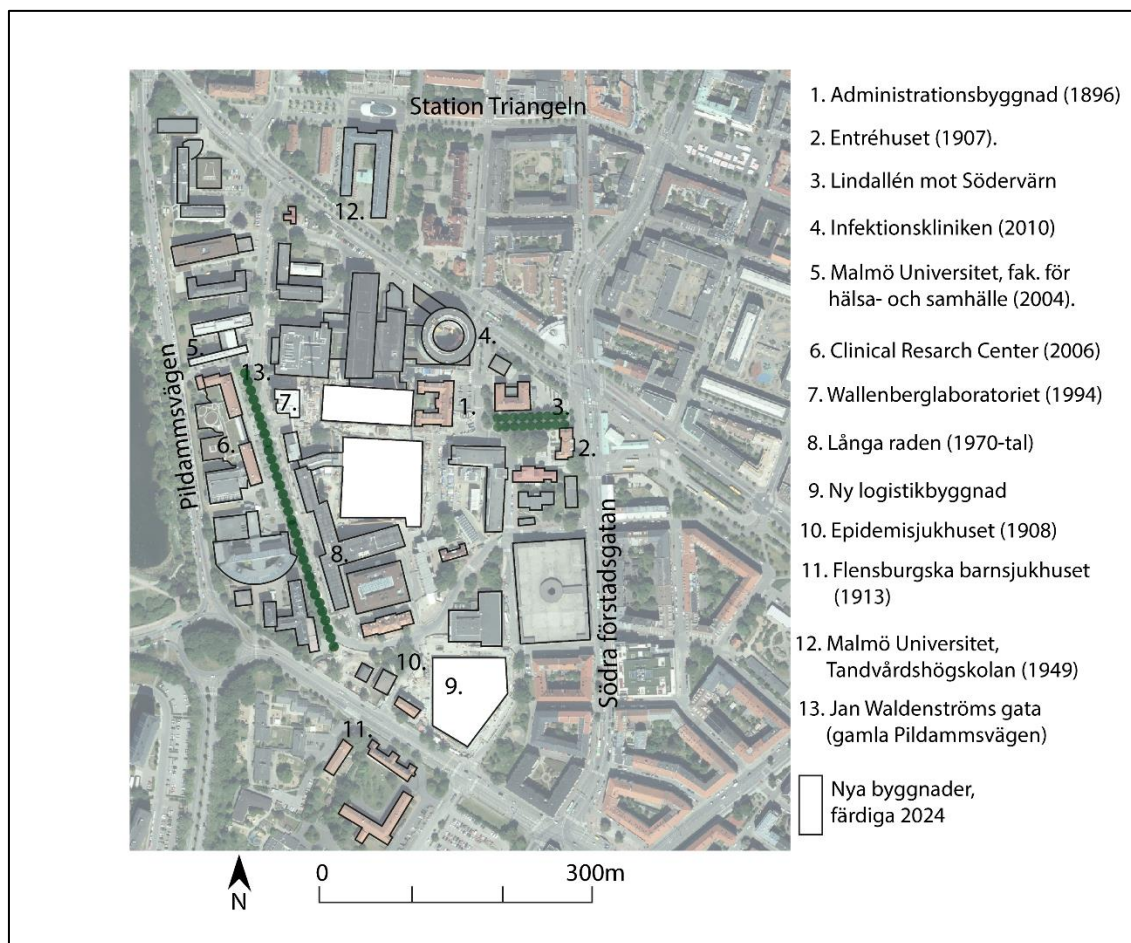 Station Triangeln
12.
4.
5.
Pildammsvägen
13.
7.
1.
3.
6.
2.
8.
Södra förstadsgatan
10.
9.
11.
N
0
300m
1. Administrationsbyggnad (1896)
2. Entréhuset (1907).
3. Lindallén mot Södervärn
4. Infektionskliniken (2010)
5. Malmö Universitet, fak. för
hälsa- och samhälle (2004).
6. Clinical Resarch Center (2006)
7. Wallenberglaboratoriet (1994)
8. Långa raden (1970-tal)
9. Ny logistikbyggnad
10. Epidemisjukhuset (1908)
11. Flensburgska barnsjukhuset
(1913)
12. Malmö Universitet,
Tandvårdshögskolan (1949)
13. Jan Waldenströms gata
(gamla Pildammsvägen)
Nya byggnader,
färdiga 2024